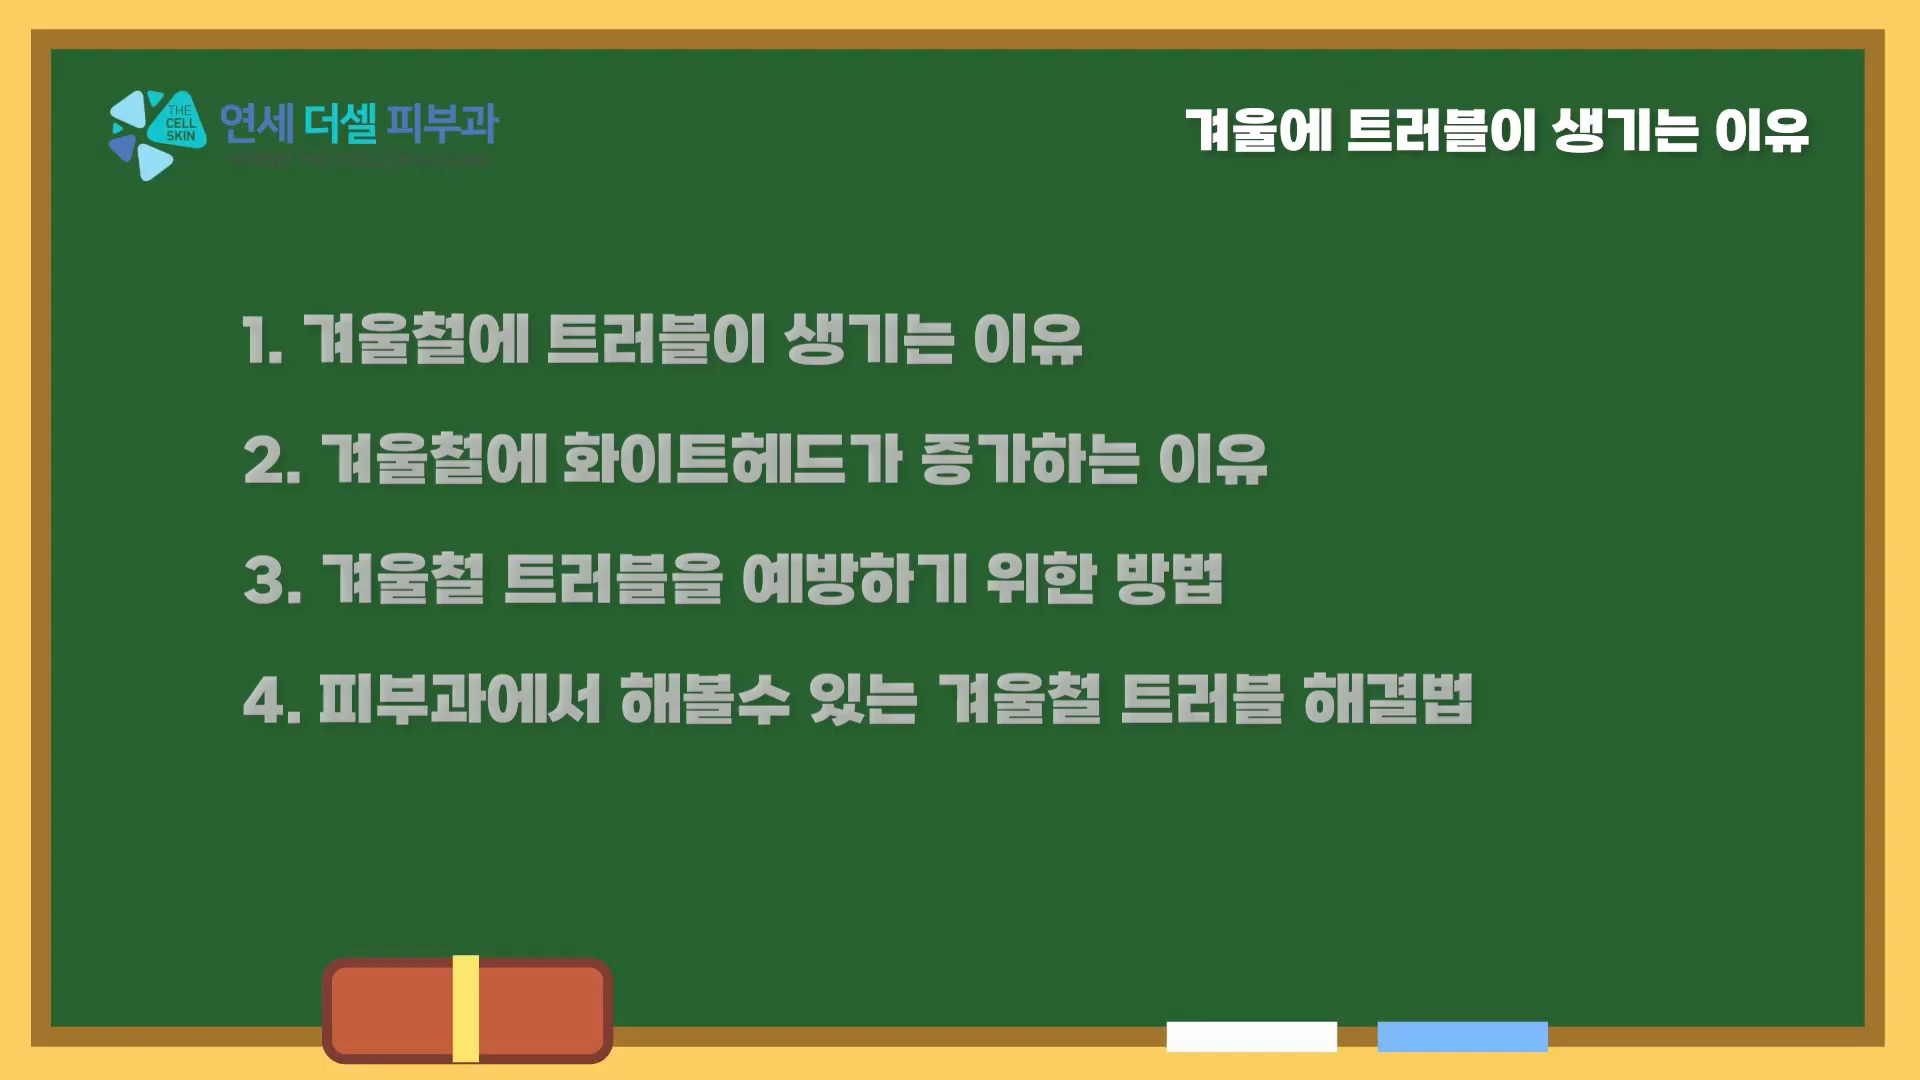 THE
CELL
SKIN
연세 더셀 피부과
겨울에 트러블이 생기는 이유
1. 겨울철에 트러블이 생기는 이유
2. 겨울철에 화이트헤드가 증가하는 이유
3. 겨울철 트러블을 예방하기 위한 방법
4. 피부과에서 해볼수 있는 겨울철 트러블 해결법